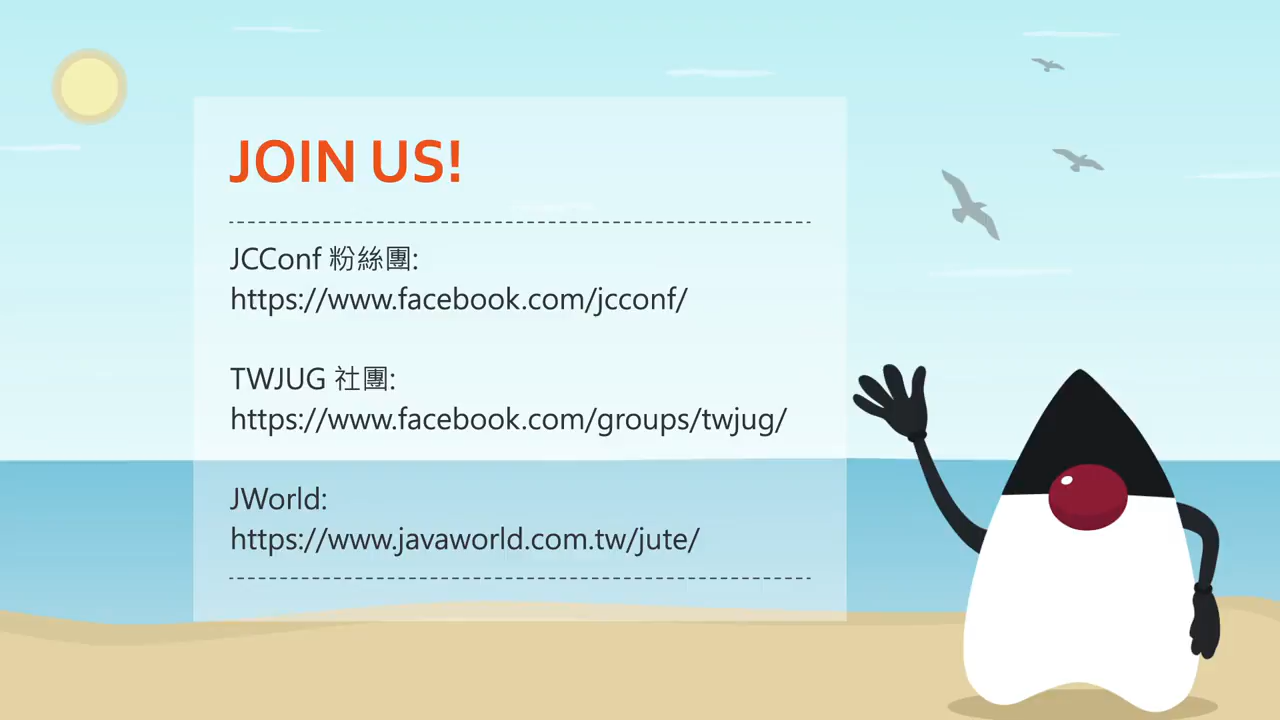 JOIN US!
JCConf 粉絲團:
https://www.facebook.com/jcconf/
TWJUG 社團:
https://www.facebook.com/groups/twjug/
JWorld:
https://www.javaworld.com.tw/jute/